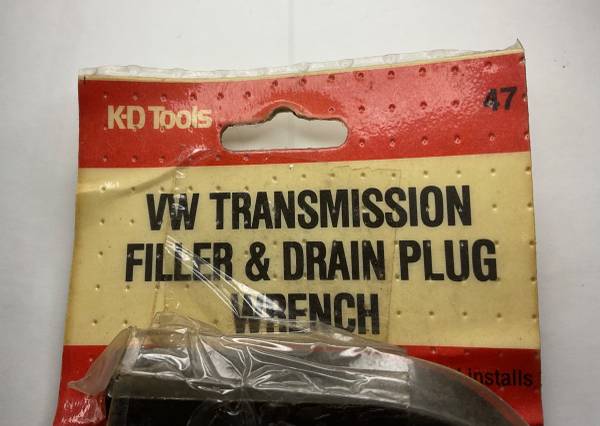 K-D Tools
47
VW TRANSMISSION
FILLER & DRAIN PLUG
WRENCH
installs